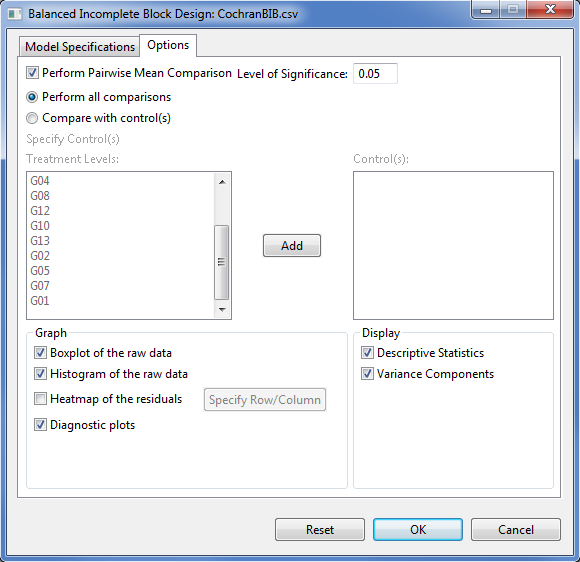 Balanced Incomplete Block Design: CochranBIB.csv
Model Specifications
Options
Perform Pairwise Mean Comparison Level of Significance: 0.05
Perform all comparisons
Compare with control(s)
Specify Control(s)
Treatment Levels:
Control(s):
G04
G08
G12
G10
G13
G02
G05
G07
G01
Add
Graph
Boxplot of the raw data
Histogram of the raw data
Heatmap of the residuals
Specify Row/Column
Diagnostic plots
Display
Descriptive Statistics
Variance Components
Reset
OK
Cancel